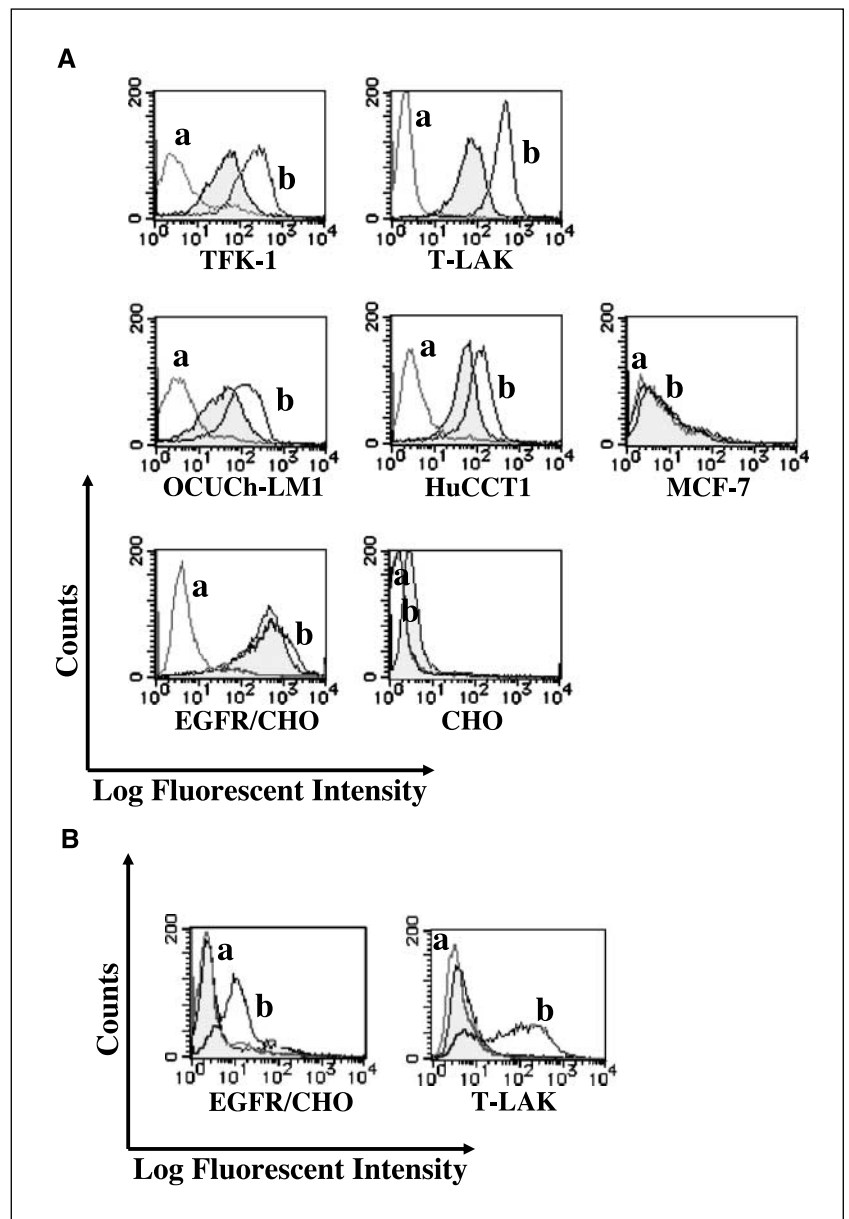 A
200
0
a
b
10⁰ 10¹ 10² 10³ 10⁴
TFK-1
200
0
a
b
10⁰ 10¹ 10² 10³ 10⁴
T-LAK
200
0
a
b
10⁰ 10¹ 10² 10³ 10⁴
OCUCh-LM1
200
0
a
b
10⁰ 10¹ 10² 10³ 10⁴
HuCCT1
200
0
a
b
10⁰ 10¹ 10² 10³ 10⁴
MCF-7
200
0
a
b
10⁰ 10¹ 10² 10³ 10⁴
EGFR/CHO
200
0
a
b
10⁰ 10¹ 10² 10³ 10⁴
CHO
Counts
Log Fluorescent Intensity
B
200
0
a
b
10⁰ 10¹ 10² 10³ 10⁴
EGFR/CHO
200
0
a
b
10⁰ 10¹ 10² 10³ 10⁴
T-LAK
Counts
Log Fluorescent Intensity